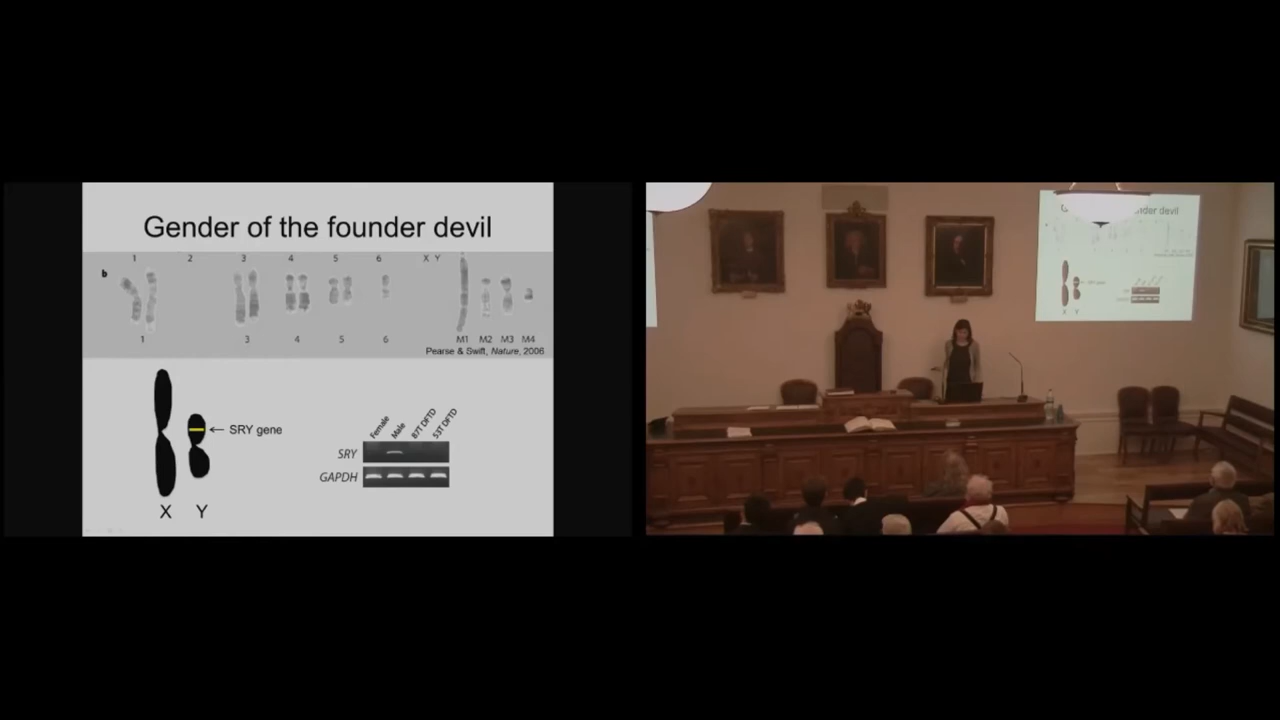 Gender of the founder devil
1 2 3 4 5 6 X Y
b
1 3 4 5 6 M1 M2 M3 M4
Pearse & Swift, Nature, 2006
SRY gene
X Y
Female Male 87T DFTD 53T DFTD
SRY
GAPDH